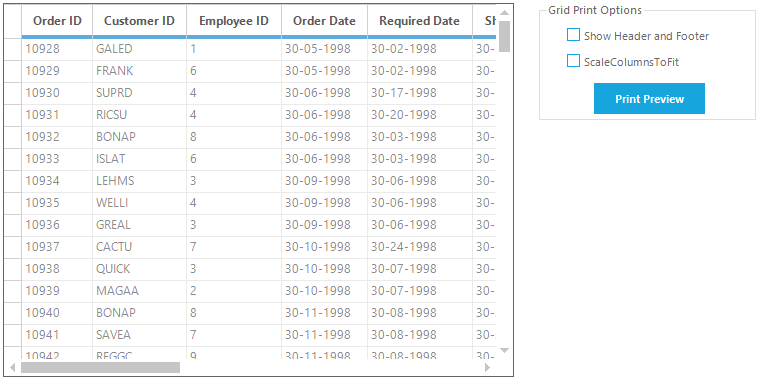 Order ID Customer ID Employee ID Order Date Required Date Sh
10928 GALED 1 30-05-1998 30-02-1998 30-
10929 FRANK 6 30-05-1998 30-02-1998 30-
10930 SUPRD 4 30-06-1998 30-17-1998 30-
10931 RICSU 4 30-06-1998 30-20-1998 30-
10932 BONAP 8 30-06-1998 30-03-1998 30-
10933 ISLAT 6 30-06-1998 30-03-1998 30-
10934 LEHMS 3 30-09-1998 30-06-1998 30-
10935 WELLI 4 30-09-1998 30-06-1998 30-
10936 GREAL 3 30-09-1998 30-06-1998 30-
10937 CACTU 7 30-10-1998 30-24-1998 30-
10938 QUICK 3 30-10-1998 30-07-1998 30-
10939 MAGAA 2 30-10-1998 30-07-1998 30-
10940 BONAP 8 30-11-1998 30-08-1998 30-
10941 SAVEA 7 30-11-1998 30-08-1998 30-
10942 REGGC 9 30-11-1998 30-08-1998 30-
Grid Print Options
Show Header and Footer
ScaleColumnsToFit
Print Preview